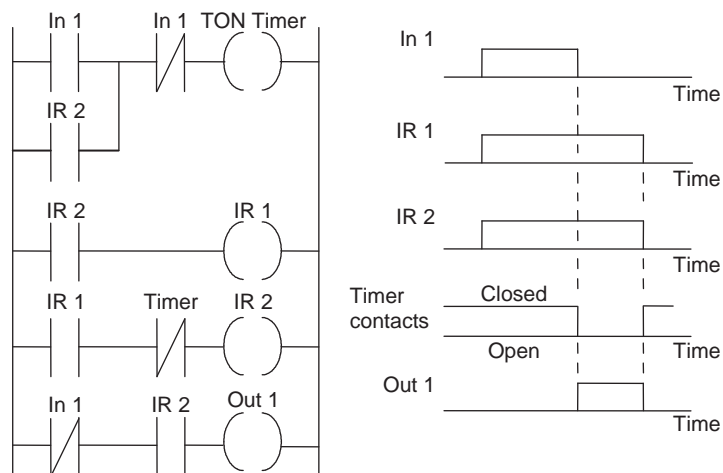 In 1
In 1
TON Timer
IR 2
IR 2
IR 1
IR 1
Timer
IR 2
In 1
IR 2
Out 1
In 1
Time
IR 1
Time
IR 2
Time
Timer
contacts
Closed
Open
Time
Out 1
Time